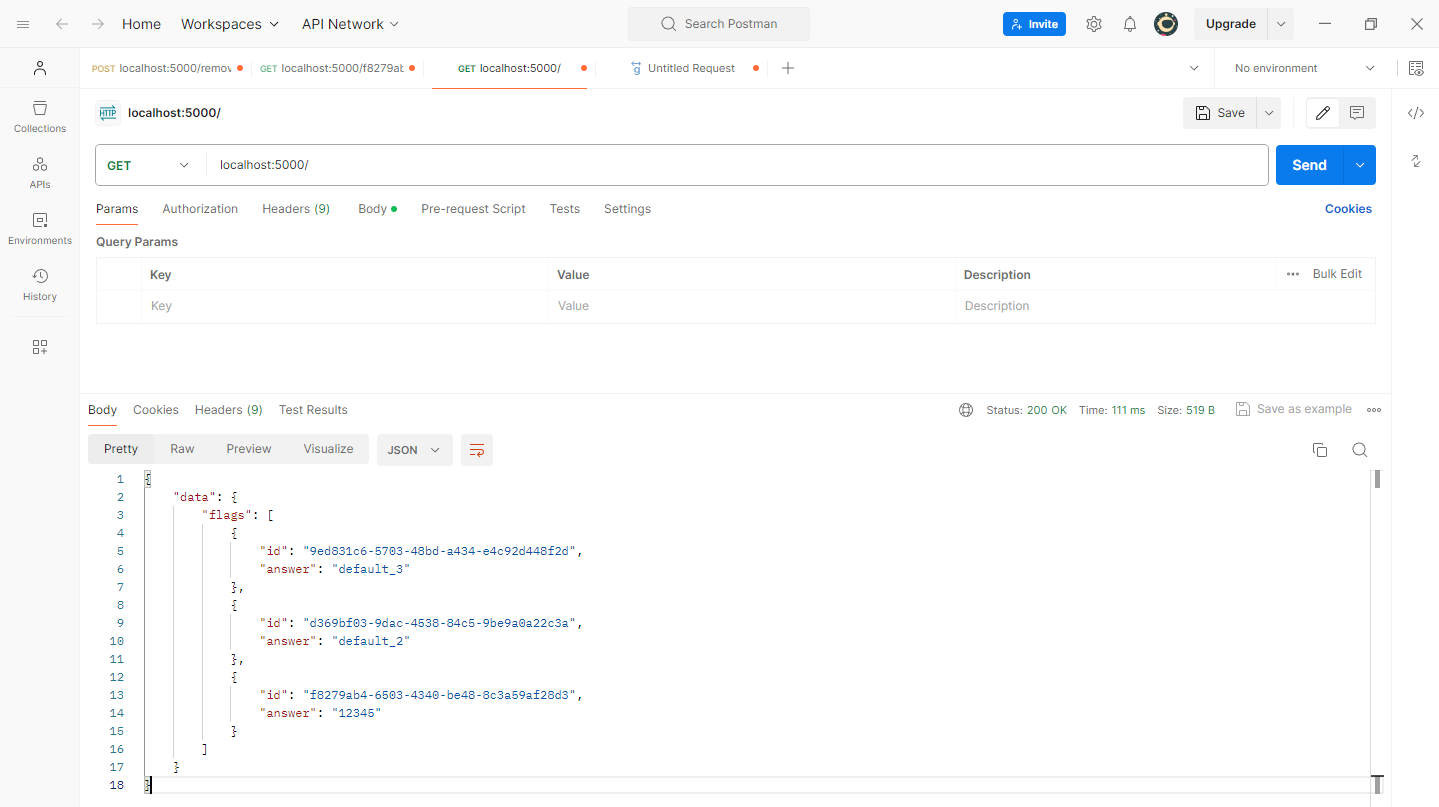 Home Workspaces API Network Search Postman Invite Upgrade
POST localhost:5000/remov GET localhost:5000/f8279ab GET localhost:5000/ g Untitled Request No environment
HTTP localhost:5000/ Save
GET localhost:5000/ Send
Params Authorization Headers (9) Body Pre-request Script Tests Settings Cookies
Query Params
Key Value Description Bulk Edit
Key Value Description
Collections
APIs
Environments
History
Body Cookies Headers (9) Test Results Status: 200 OK Time: 111 ms Size: 519 B Save as example
Pretty Raw Preview Visualize JSON
1 {
2 "data": {
3 "flags": [
4 {
5 "id": "9ed831c6-5703-48bd-a434-e4c92d448f2d",
6 "answer": "default_3"
7 },
8 {
9 "id": "d369bf03-9dac-4538-84c5-9be9a0a22c3a",
10 "answer": "default_2"
11 },
12 {
13 "id": "f8279ab4-6503-4340-be48-8c3a59af28d3",
14 "answer": "12345"
15 }
16 ]
17 }
18 }